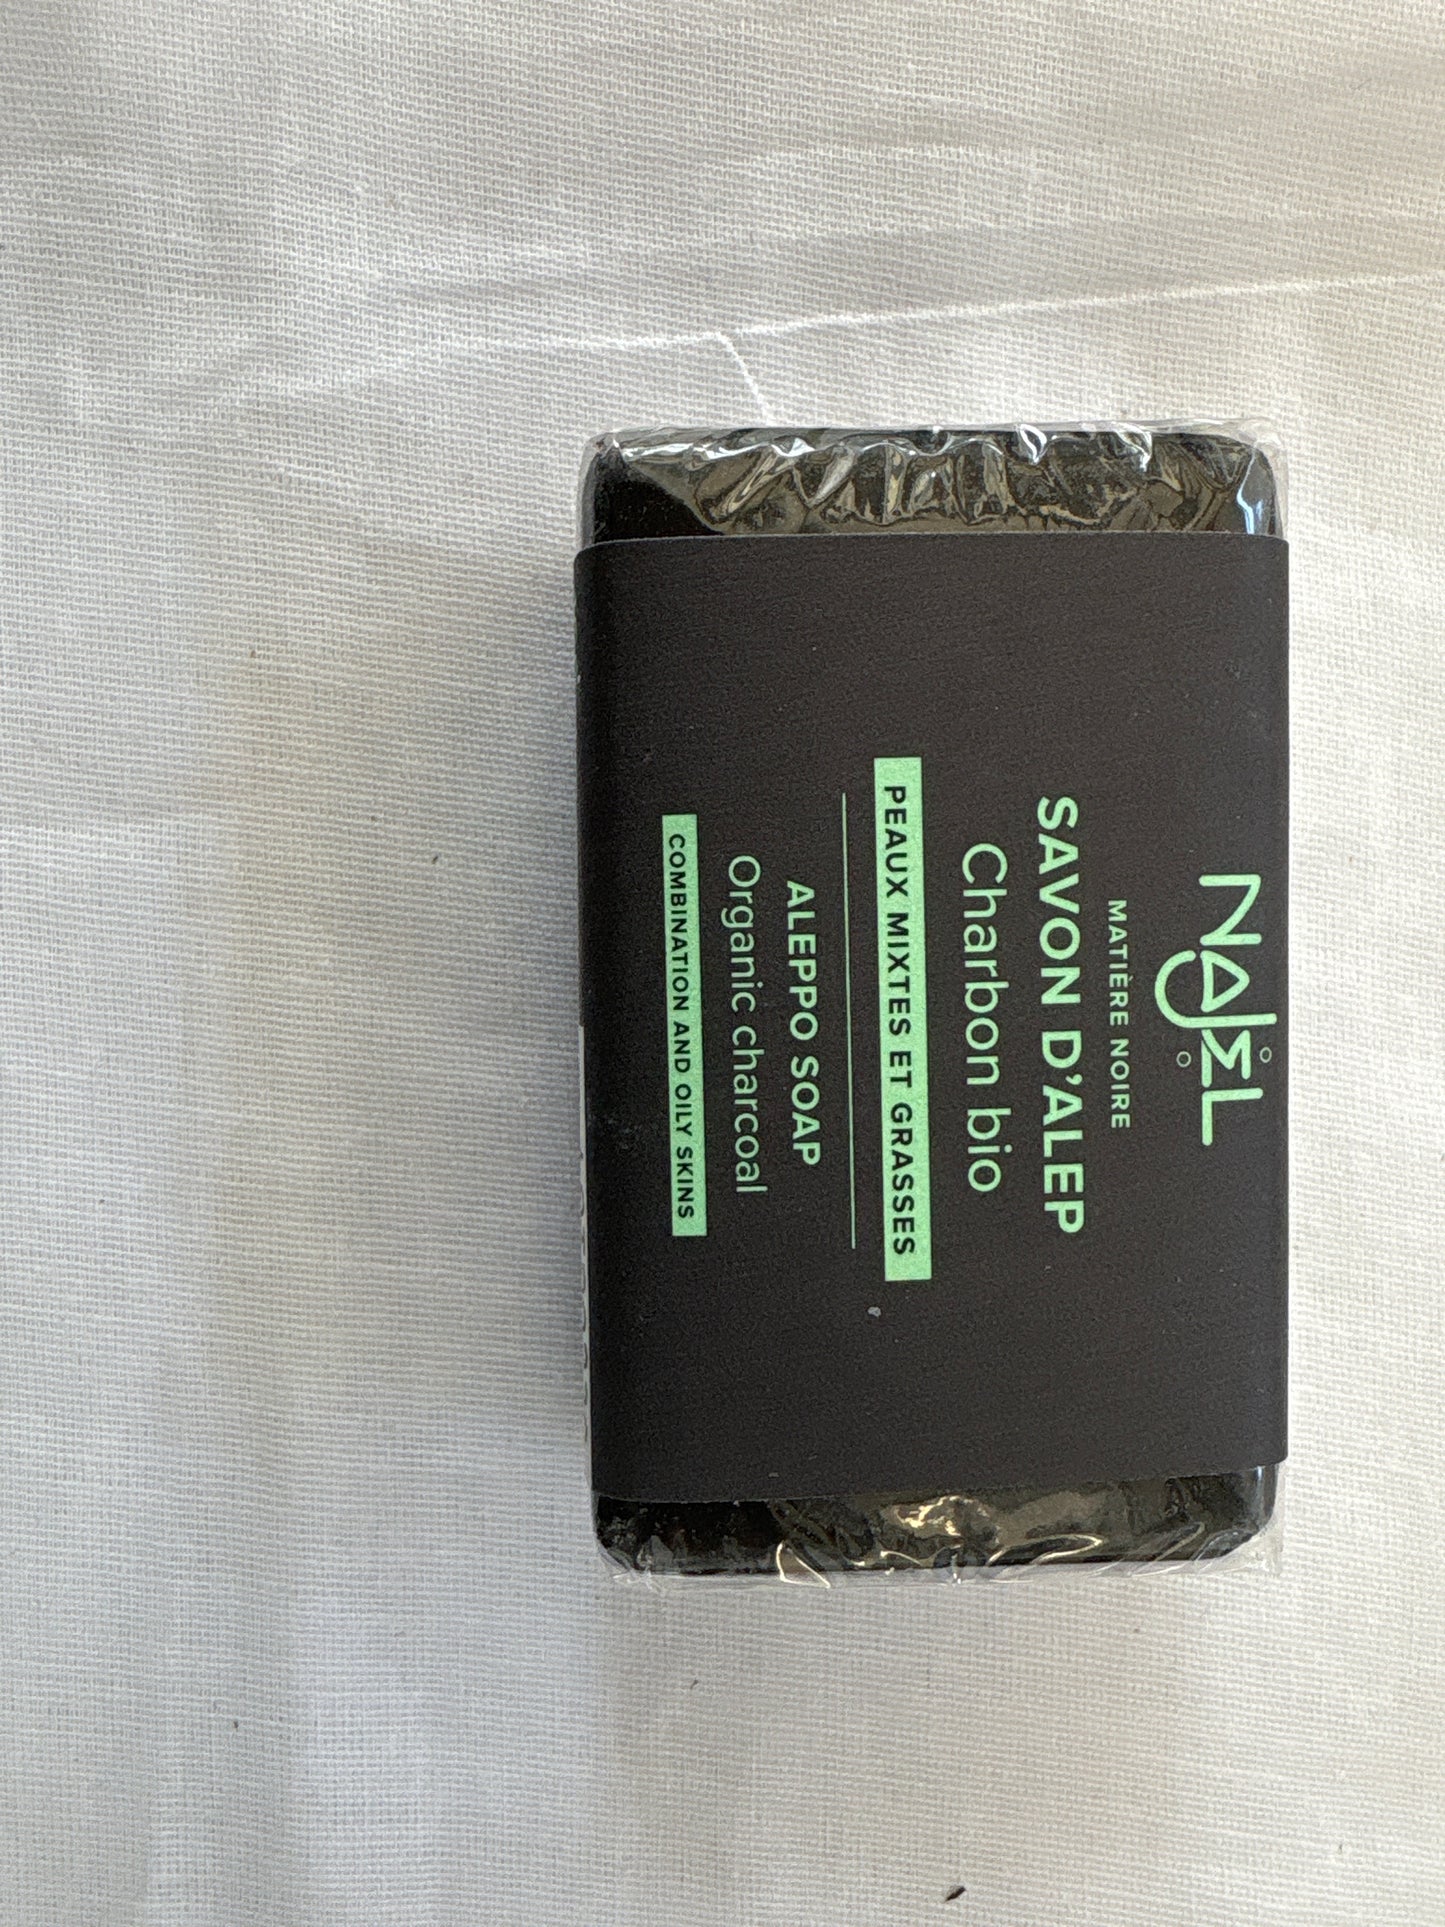 NAJEL
MATIÈRE NOIRE
SAVON D'ALEP
Charbon bio
PEAUX MIXTES ET GRASSES
ALEPPO SOAP
Organic charcoal
COMBINATION AND OILY SKINS